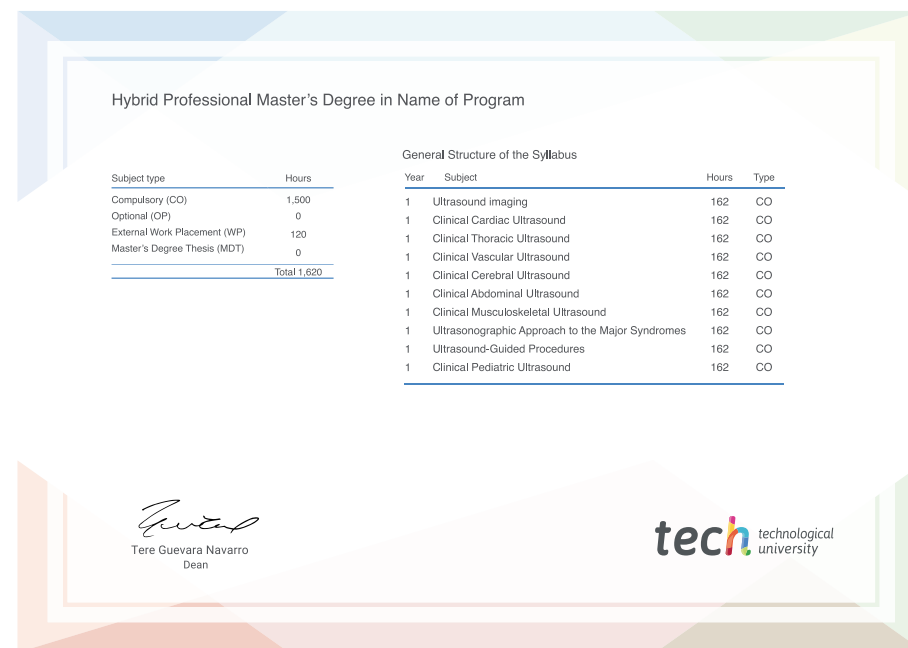 Hybrid Professional Master's Degree in Name of Program
General Structure of the Syllabus
Subject type Hours
Compulsory (CO) 1,500
Optional (OP) 0
External Work Placement (WP) 120
Master's Degree Thesis (MDT) 0
Total 1,620
Year Subject Hours Type
1 Ultrasound imaging 162 CO
1 Clinical Cardiac Ultrasound 162 CO
1 Clinical Thoracic Ultrasound 162 CO
1 Clinical Vascular Ultrasound 162 CO
1 Clinical Cerebral Ultrasound 162 CO
1 Clinical Abdominal Ultrasound 162 CO
1 Clinical Musculoskeletal Ultrasound 162 CO
1 Ultrasonographic Approach to the Major Syndromes 162 CO
1 Ultrasound-Guided Procedures 162 CO
1 Clinical Pediatric Ultrasound 162 CO
Tere Guevara Navarro
Dean
tech technological
university